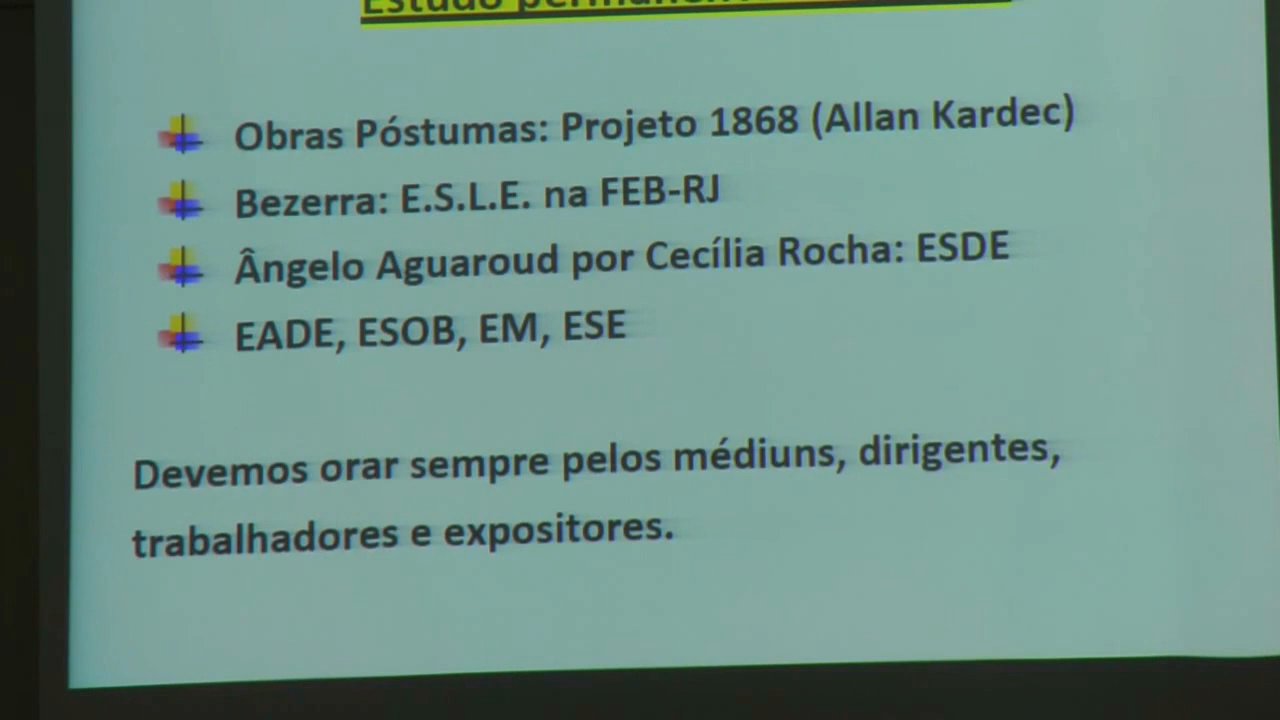 Estudo
Obras Póstumas: Projeto 1868 (Allan Kardec)
Bezerra: E.S.L.E. na FEB-RJ
Ângelo Aguaroud por Cecília Rocha: ESDE
EADE, ESOB, EM, ESE
Devemos orar sempre pelos médiuns, dirigentes,
trabalhadores e expositores.